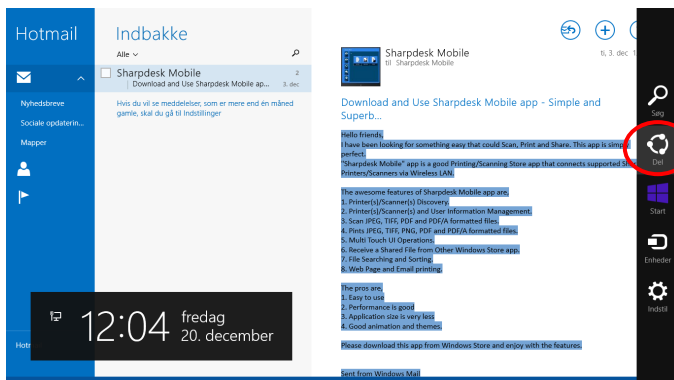 Hotmail
Nyhedsbreve
Sociale opdaterin...
Mapper
Indbakke
Alle
Sharpdesk Mobile 2
Download and Use Sharpdesk Mobile ap... 3. dec
Hvis du vil se meddelelser, som er mere end én måned
gamle, skal du gå til Indstillinger
Sharpdesk Mobile
ti, 3. dec
til Sharpdesk Mobile
Download and Use Sharpdesk Mobile app - Simple and
Superb...
Hello friends,
I have been looking for something easy that could Scan, Print and Share. This app is simply
perfect.
"Sharpdesk Mobile" app is a good Printing/Scanning Store app that connects supported
Printers/Scanners via Wireless LAN.
The awesome features of Sharpdesk Mobile app are,
1. Printer(s)/Scanner(s) Discovery,
2. Printer(s)/Scanner(s) and User Information Management.
3. Scan JPEG, TIFF, PDF and PDF/A formatted files.
4. Pints JPEG, TIFF, PNG, PDF and PDF/A formatted files.
5. Multi Touch UI Operations.
6. Receive a Shared File from Other Windows Store app.
7. File Searching and Sorting.
8. Web Page and Email printing.
The pros are,
1. Easy to use
2. Performance is good
3. Application size is very less
4. Good animation and themes.
Please download this app from Windows Store and enjoy with the features.
Sent from Windows Mail
Søg
Del
Start
Enheder
Indstil
12:04
fredag
20. december